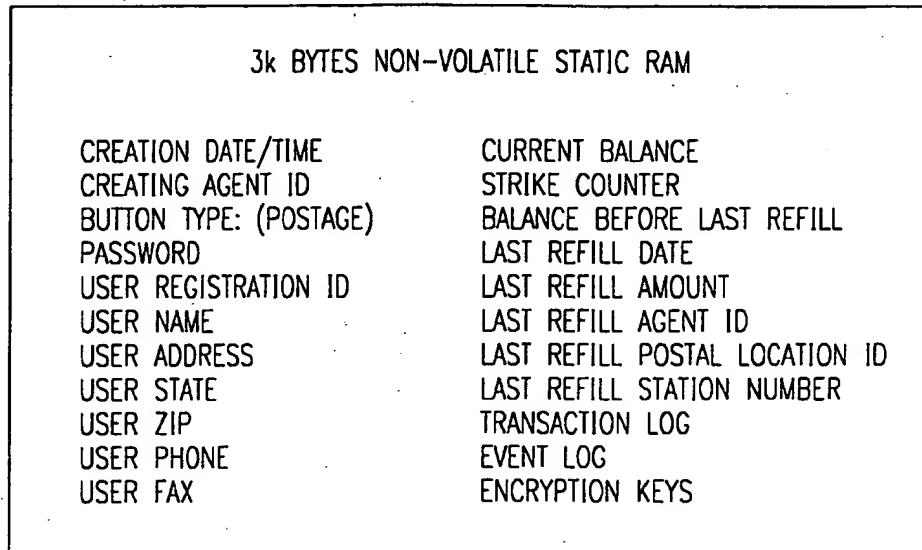 3k BYTES NON-VOLATILE STATIC RAM
CREATION DATE/TIME
CREATING AGENT ID
BUTTON TYPE: (POSTAGE)
PASSWORD
USER REGISTRATION ID
USER NAME
USER ADDRESS
USER STATE
USER ZIP
USER PHONE
USER FAX
CURRENT BALANCE
STRIKE COUNTER
BALANCE BEFORE LAST REFILL
LAST REFILL DATE
LAST REFILL AMOUNT
LAST REFILL AGENT ID
LAST REFILL POSTAL LOCATION ID
LAST REFILL STATION NUMBER
TRANSACTION LOG
EVENT LOG
ENCRYPTION KEYS